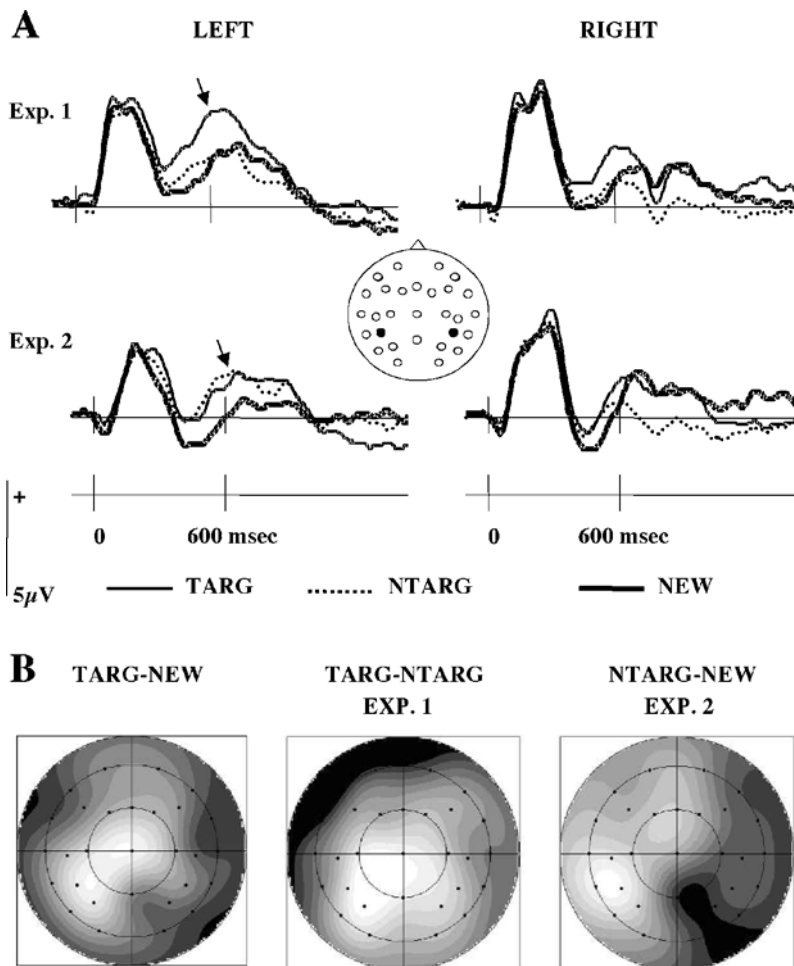 A
LEFT RIGHT
Exp. 1
Exp. 2
+
0 600 msec 0 600 msec
5μV
TARG NTARG NEW
B
TARG-NEW TARG-NTARG NTARG-NEW
EXP. 1 EXP. 2